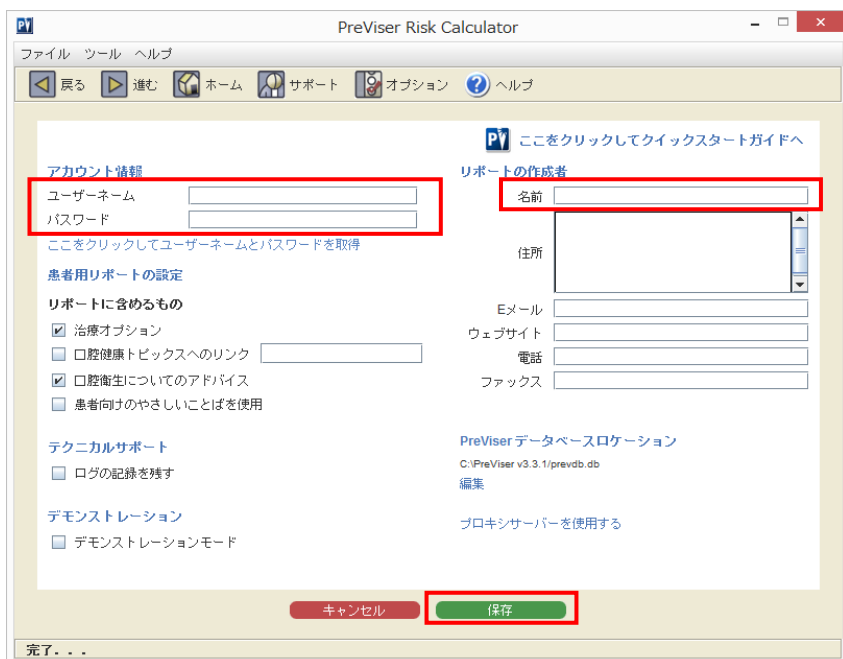 PreViser Risk Calculator
ファイル ツール ヘルプ
戻る 進む ホーム サポート オプション ヘルプ
ここをクリックしてクイックスタートガイドへ
アカウント情報
ユーザーネーム
パスワード
ここをクリックしてユーザーネームとパスワードを取得
患者用リポートの設定
リポートに含めるもの
治療オプション
口腔健康トピックスへのリンク
口腔衛生についてのアドバイス
患者向けのやさしいことばを使用
テクニカルサポート
ログの記録を残す
デモンストレーション
デモンストレーションモード
リポートの作成者
名前
住所
Eメール
ウェブサイト
電話
ファックス
PreViserデータベースロケーション
C:\PreViser v3.3.1/prevdb.db
編集
プロキシサーバーを使用する
キャンセル 保存
完了. . .